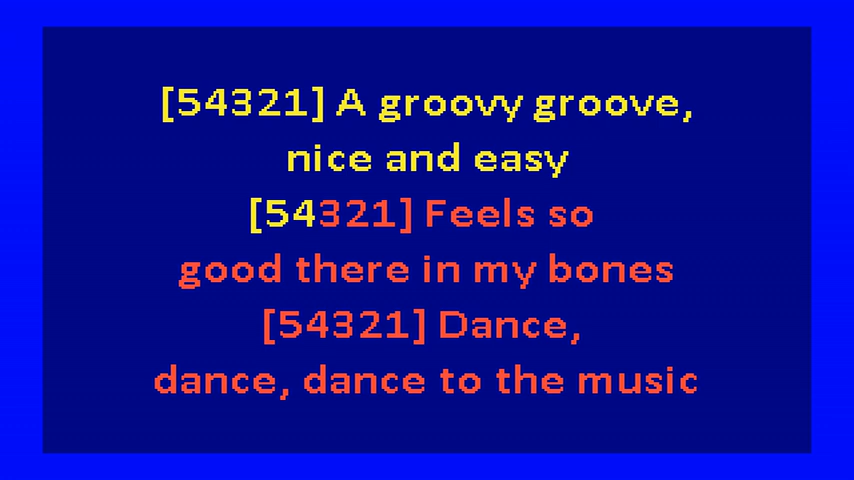 [54321] A groovy groove,
nice and easy
[54321] Feels so
good there in my bones
[54321] Dance,
dance, dance to the music